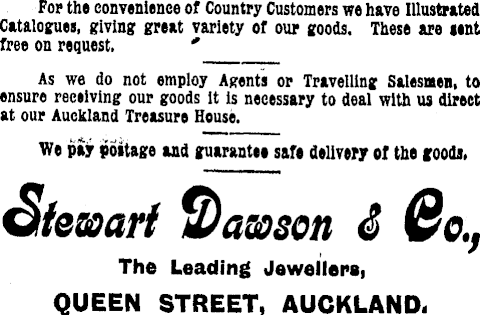 For the convenience of Country Customers we have Illustrated
Catalogues, giving great variety of our goods. These are sent
free on request.
As we do not employ Agents or Travelling Salesmen, to
ensure receiving our goods it is necessary to deal with us direct
at our Auckland Treasure House.
We pay postage and guarantee safe delivery of the goods.
Stewart Dawson & Co.,
The Leading Jewellers,
QUEEN STREET, AUCKLAND.